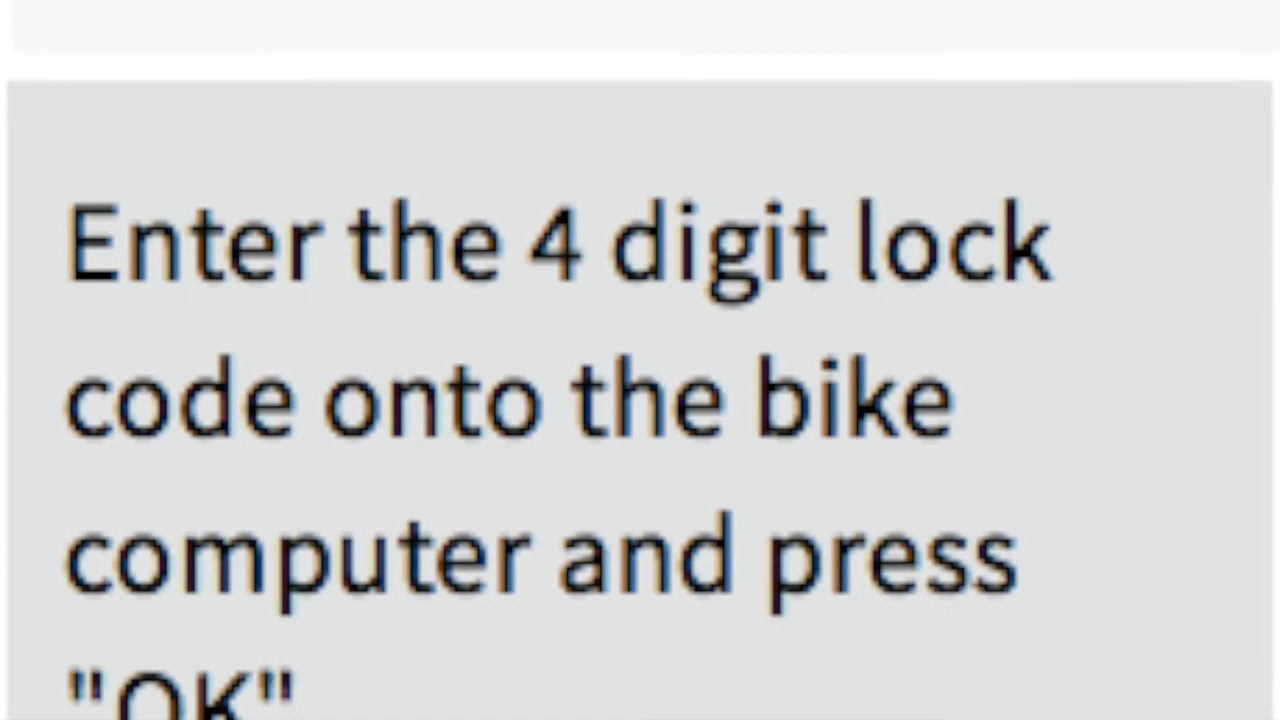 Enter the 4 digit lock
code onto the bike
computer and press
"OK"